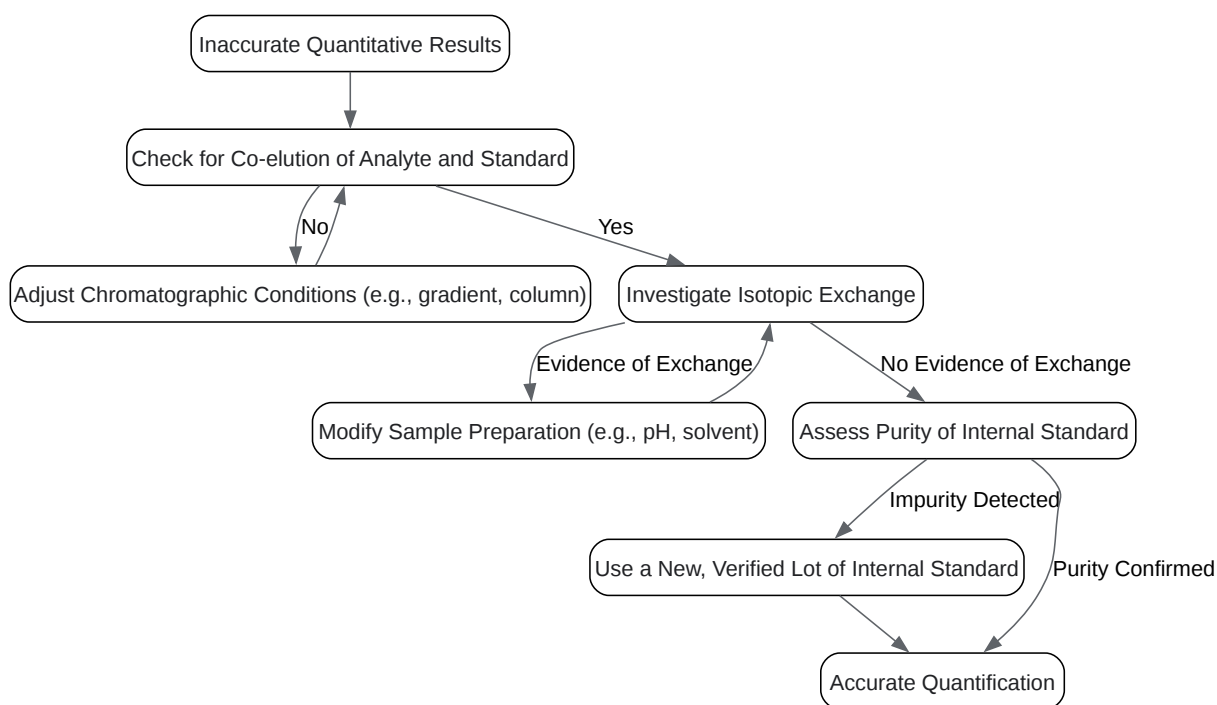 Inaccurate Quantitative Results
Check for Co-elution of Analyte and Standard
No
Yes
Adjust Chromatographic Conditions (e.g., gradient, column)
Investigate Isotopic Exchange
Evidence of Exchange
No Evidence of Exchange
Modify Sample Preparation (e.g., pH, solvent)
Assess Purity of Internal Standard
Impurity Detected
Use a New, Verified Lot of Internal Standard
Purity Confirmed
Accurate Quantification